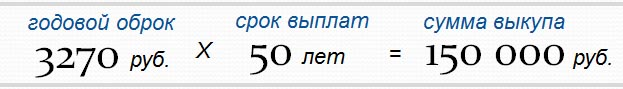 годовой оброк срок выплат сумма выкупа
3270 руб. X 50 лет = 150 000 руб.